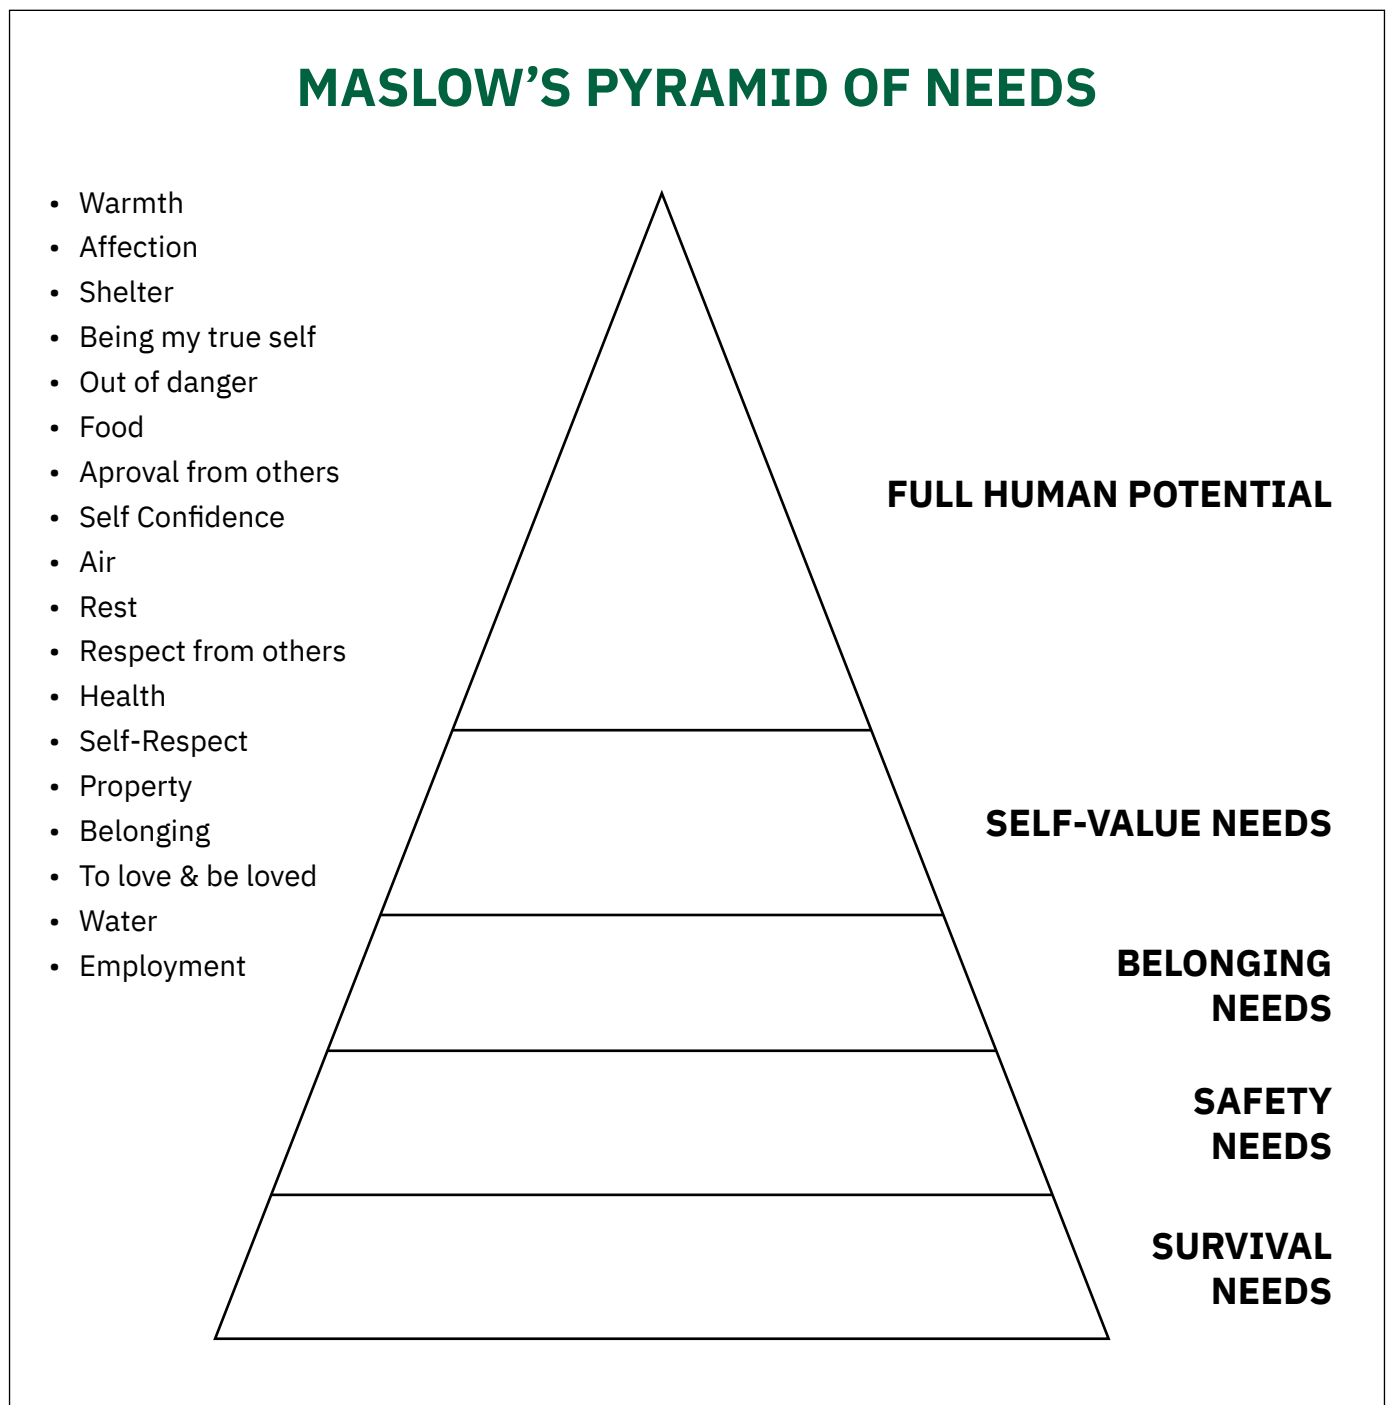 MASLOW’S PYRAMID OF NEEDS
• Warmth
• Affection
• Shelter
• Being my true self
• Out of danger
• Food
• Aproval from others
• Self Confidence
• Air
• Rest
• Respect from others
• Health
• Self-Respect
• Property
• Belonging
• To love & be loved
• Water
• Employment
FULL HUMAN POTENTIAL
SELF-VALUE NEEDS
BELONGING
NEEDS
SAFETY
NEEDS
SURVIVAL
NEEDS